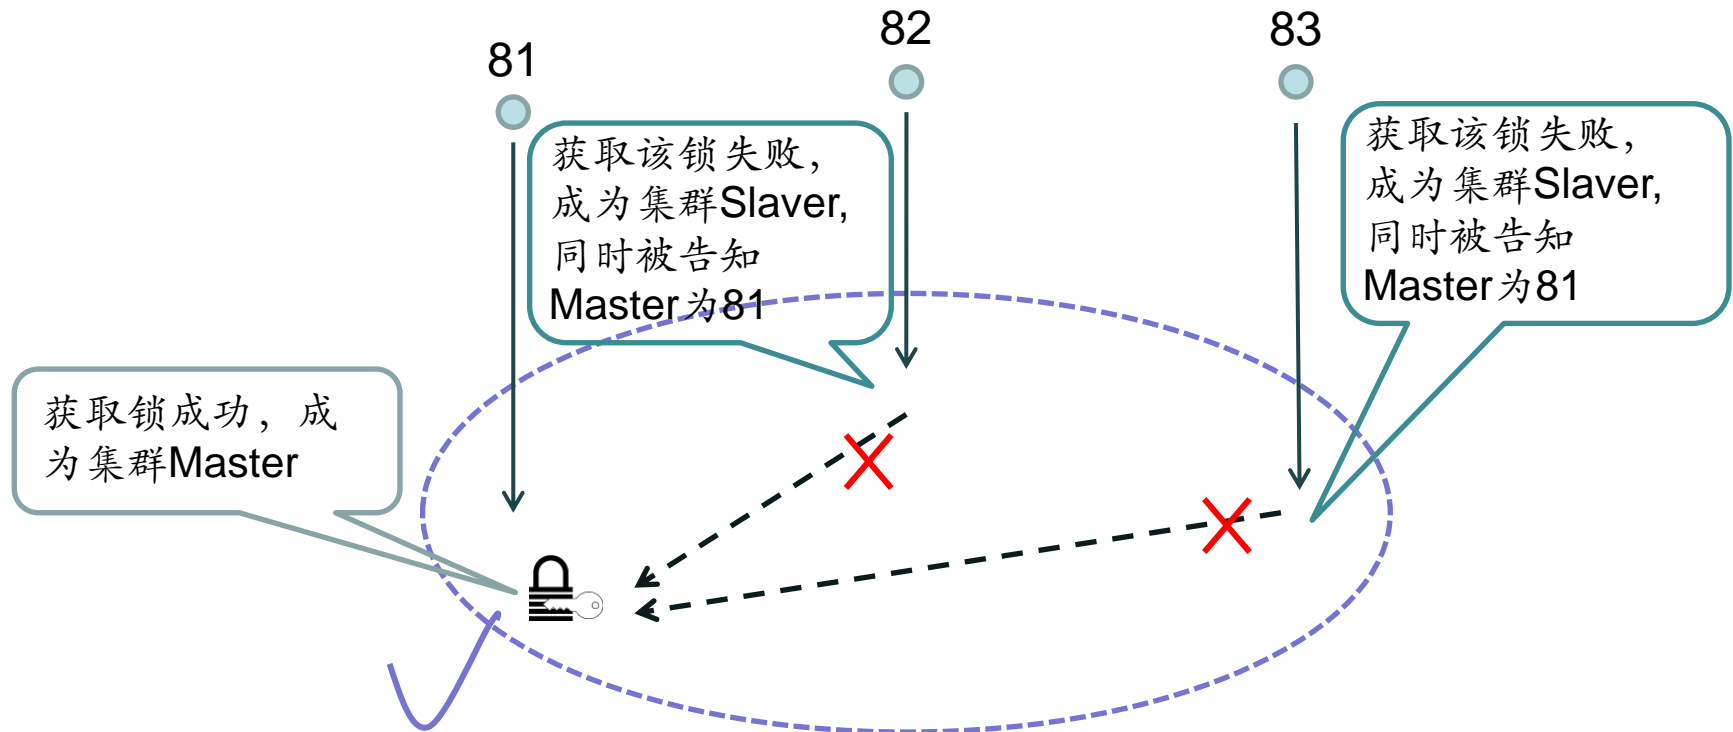 81
82
83
获取该锁失败，
成为集群Slaver,
同时被告知
Master为81
获取该锁失败，
成为集群Slaver,
同时被告知
Master为81
获取锁成功，成
为集群Master